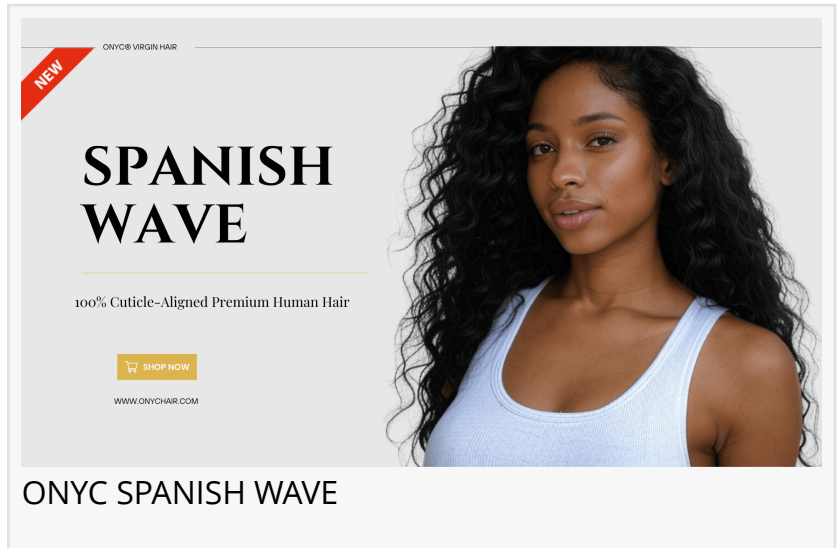 ONYC® VIRGIN HAIR
NEW
SPANISH
WAVE
100% Cuticle-Aligned Premium Human Hair
SHOP NOW
WWW.ONYCHAIR.COM
ONYC SPANISH WAVE